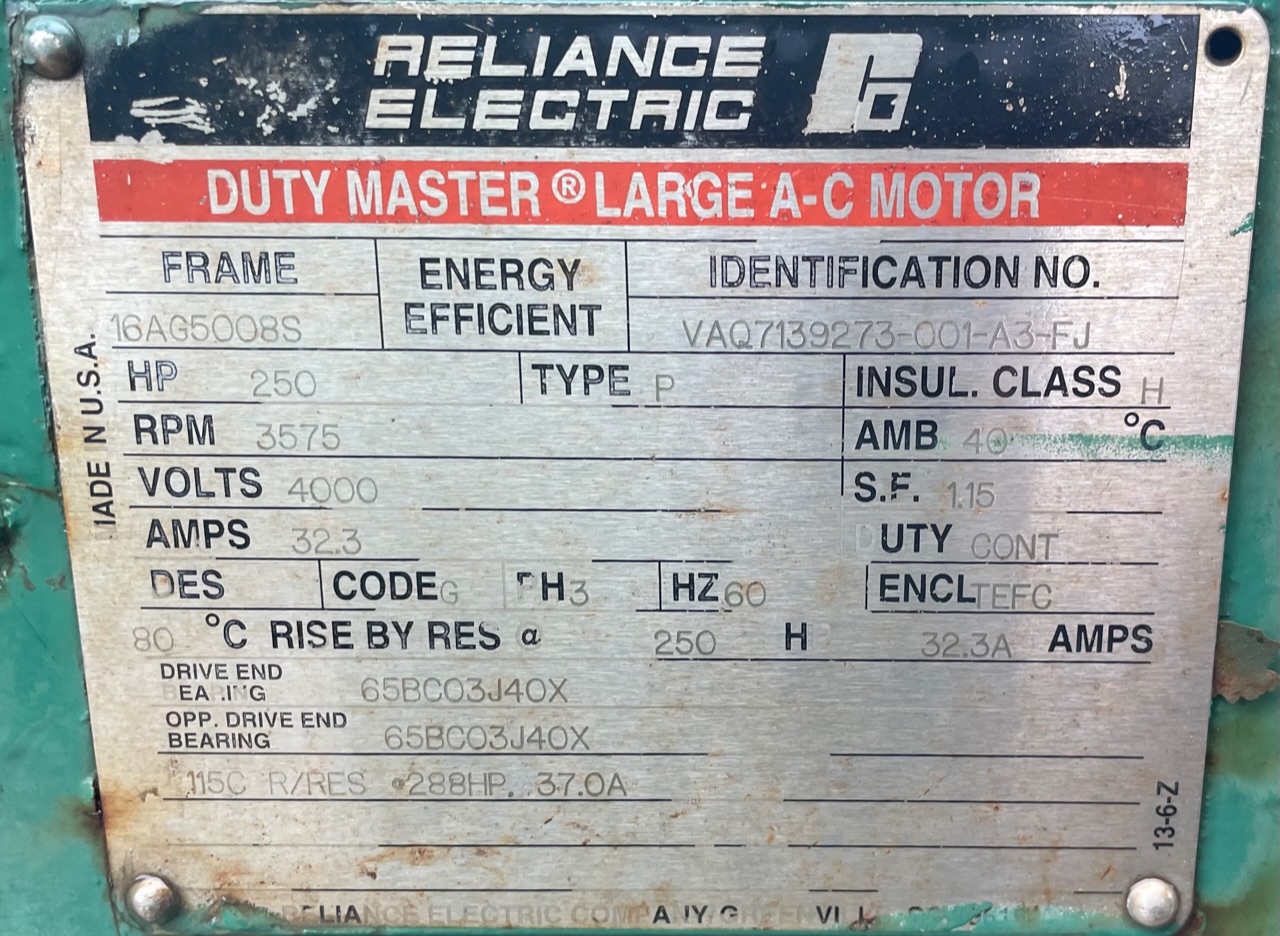 RELIANCE
ELECTRIC
DUTY MASTER® LARGE A-C MOTOR
FRAME
ENERGY EFFICIENT
IDENTIFICATION NO.
16AG5008S
VAQ7139273-001-A3-FJ
HP 250 TYPE P INSUL. CLASS H
RPM 3575 AMB 40 °C
VOLTS 4000 S.F. 1.15
AMPS 32.3 DUTY CONT
DES CODE G PH 3 HZ 60 ENCL TEFC
80 °C RISE BY RES @ 250 H 32.3A AMPS
DRIVE END
BEARING 65BC03J40X
OPP. DRIVE END
BEARING 65BC03J40X
115C R/RES @288HP, 37.0A
MADE IN U.S.A.
13-6-Z
RELIANCE ELECTRIC COMPANY